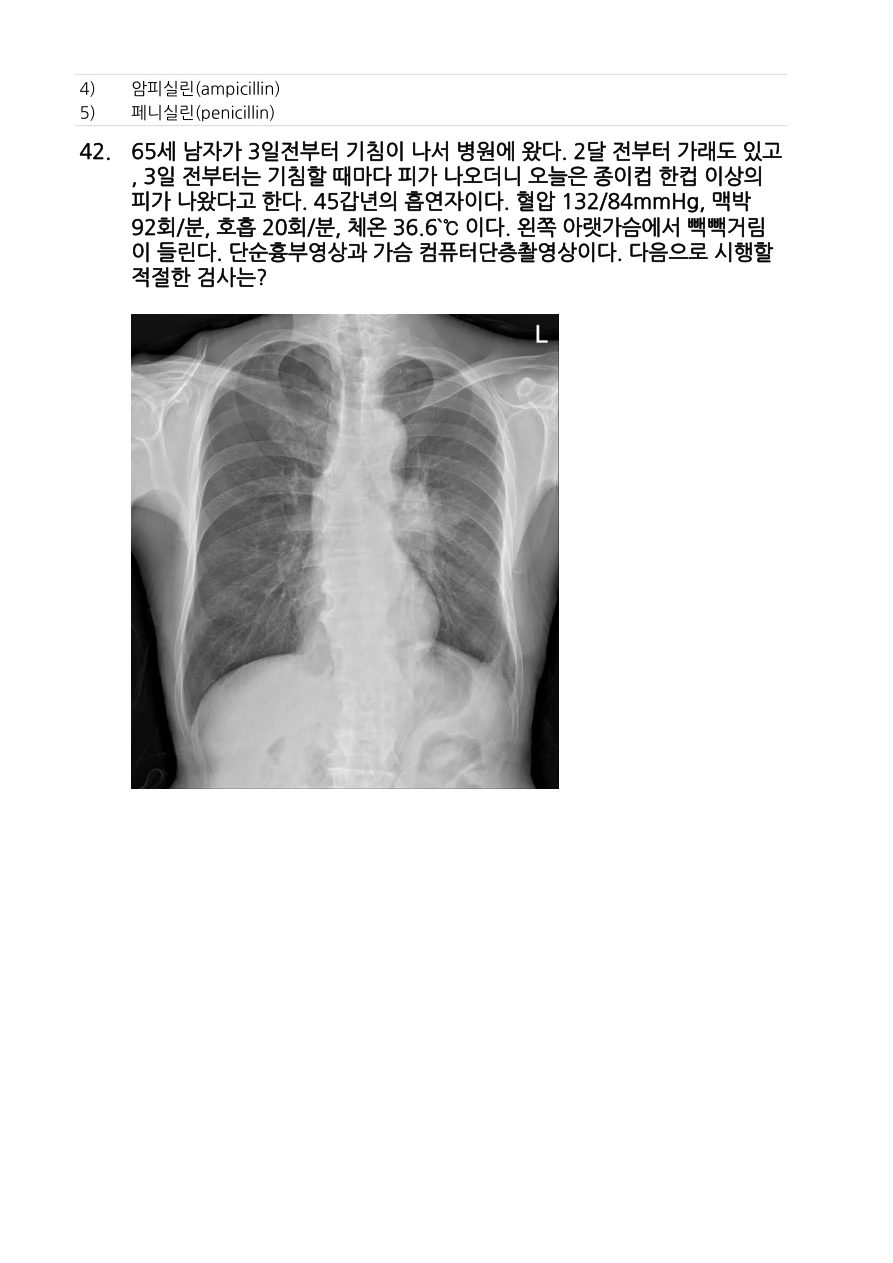 4) 암피실린(ampicillin)
5) 페니실린(penicillin)
42. 65세 남자가 3일전부터 기침이 나서 병원에 왔다. 2달 전부터 가래도 있고
, 3일 전부터는 기침할 때마다 피가 나오더니 오늘은 종이컵 한컵 이상의
피가 나왔다고 한다. 45갑년의 흡연자이다. 혈압 132/84mmHg, 맥박
92회/분, 호흡 20회/분, 체온 36.6`℃ 이다. 왼쪽 아랫가슴에서 빽빽거림
이 들린다. 단순흉부영상과 가슴 컴퓨터단층촬영상이다. 다음으로 시행할
적절한 검사는?
L